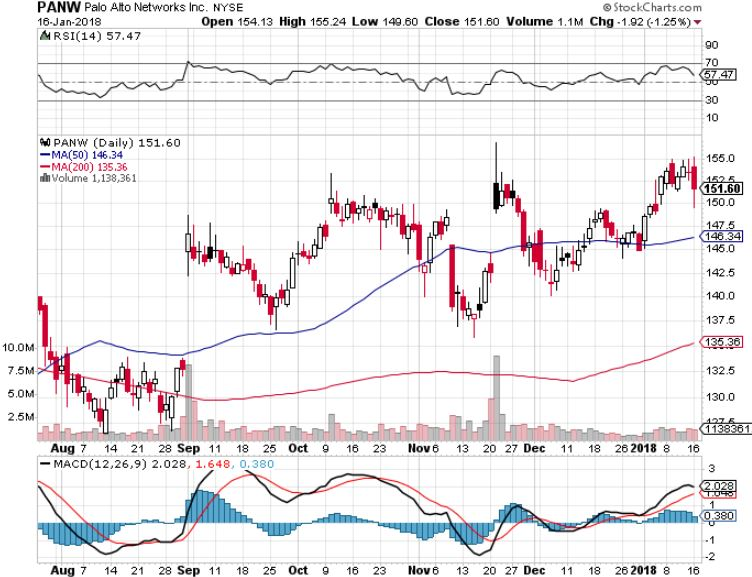 PANW Palo Alto Networks Inc. NYSE © StockCharts.com
16-Jan-2018 Open 154.13 High 155.24 Low 149.60 Close 151.60 Volume 1.1M Chg -1.92 (-1.25%)
RSI(14) 57.47
90
70
57.47
50
30
10
PANW (Daily) 151.60
MA(50) 146.34
MA(200) 135.36
Volume 1,138,361
155.0
152.5
151.60
150.0
147.5
146.34
145.0
142.5
140.0
137.5
135.36
10.0M
7.5M 132.5
5.0M 130.0
2.5M 127.5
1138361
Aug 7 14 21 28 Sep 11 18 25 Oct 9 16 23 Nov 6 13 20 27 Dec 11 18 26 2018 8 16
MACD(12,26,9) 2.028, 1.648, 0.380
3
2.028
1.648
1
0.380
0
-1
-2
Aug 7 14 21 28 Sep 11 18 25 Oct 9 16 23 Nov 6 13 20 27 Dec 11 18 26 2018 8 16